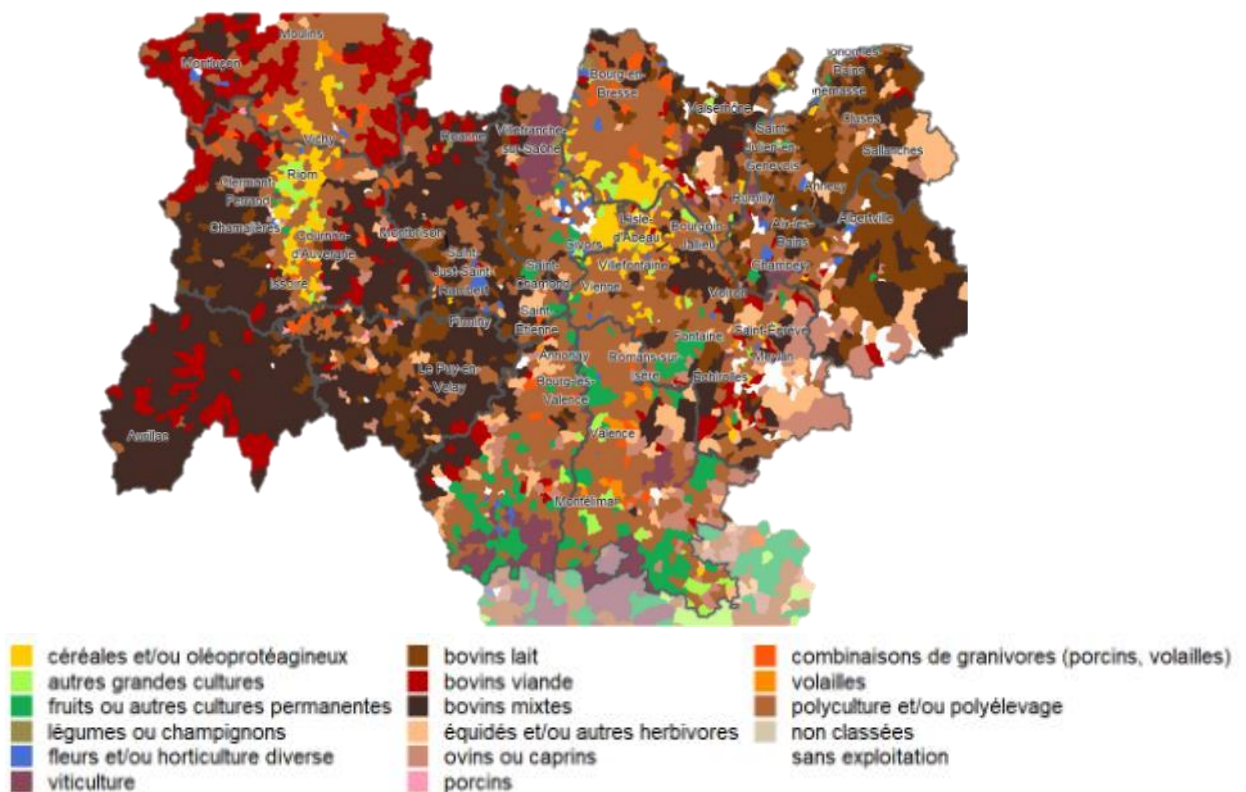 Moulins
Montluçon
Vichy
Riom
Clermont-
Ferrand
Chamalières
Cournon-
d'Auvergne
Issoire
Aurillac
Roanne
Villefranche-
sur-Saône
Bourg-en-
Bresse
Valserhône
Bains
Cluses
Saint-
Julien-en-
Genevois
Sallanches
Annecy
Rumilly
Albertville
Aix-les-
Bains
Chambéry
Montbrison
Saint-
Just-Saint-
Rambert
Firminy
Le Puy-en-
Velay
Givors
L'Isle-
d'Abeau
Bourgoin-
Jallieu
Villefontaine
Vienne
Saint-
Chamond
Saint-
Étienne
Voiron
Annonay
Romans-sur-
Isère
Bourg-lès-
Valence
Fontaine
Saint-Égrève
Meylan
Échirolles
Valence
Montélimar
céréales et/ou oléoprotéagineux
autres grandes cultures
fruits ou autres cultures permanentes
légumes ou champignons
fleurs et/ou horticulture diverse
viticulture
bovins lait
bovins viande
bovins mixtes
équidés et/ou autres herbivores
ovins ou caprins
porcins
combinaisons de granivores (porcins, volailles)
volailles
polyculture et/ou polyélevage
non classées
sans exploitation